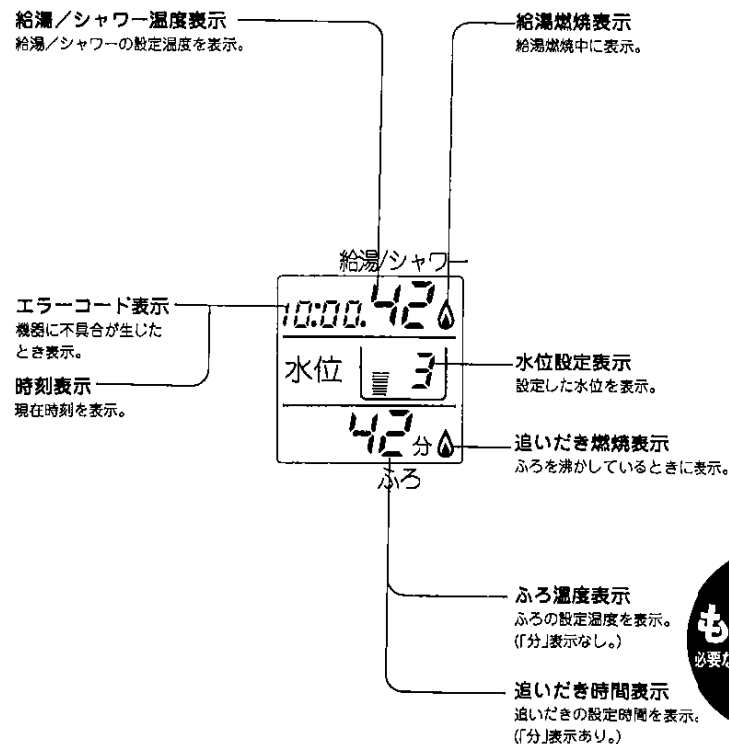 給湯／シャワー温度表示
給湯／シャワーの設定温度を表示。
給湯燃焼表示
給湯燃焼中に表示。
給湯/シャワー
10:00.42
エラーコード表示
機器に不具合が生じた
とき表示。
時刻表示
現在時刻を表示。
水位 3
水位設定表示
設定した水位を表示。
42分
ふろ
追いだき燃焼表示
ふろを沸かしているときに表示。
ふろ温度表示
ふろの設定温度を表示。
(「分」表示なし。)
も
必要な
追いだき時間表示
追いだきの設定時間を表示。
(「分」表示あり。)